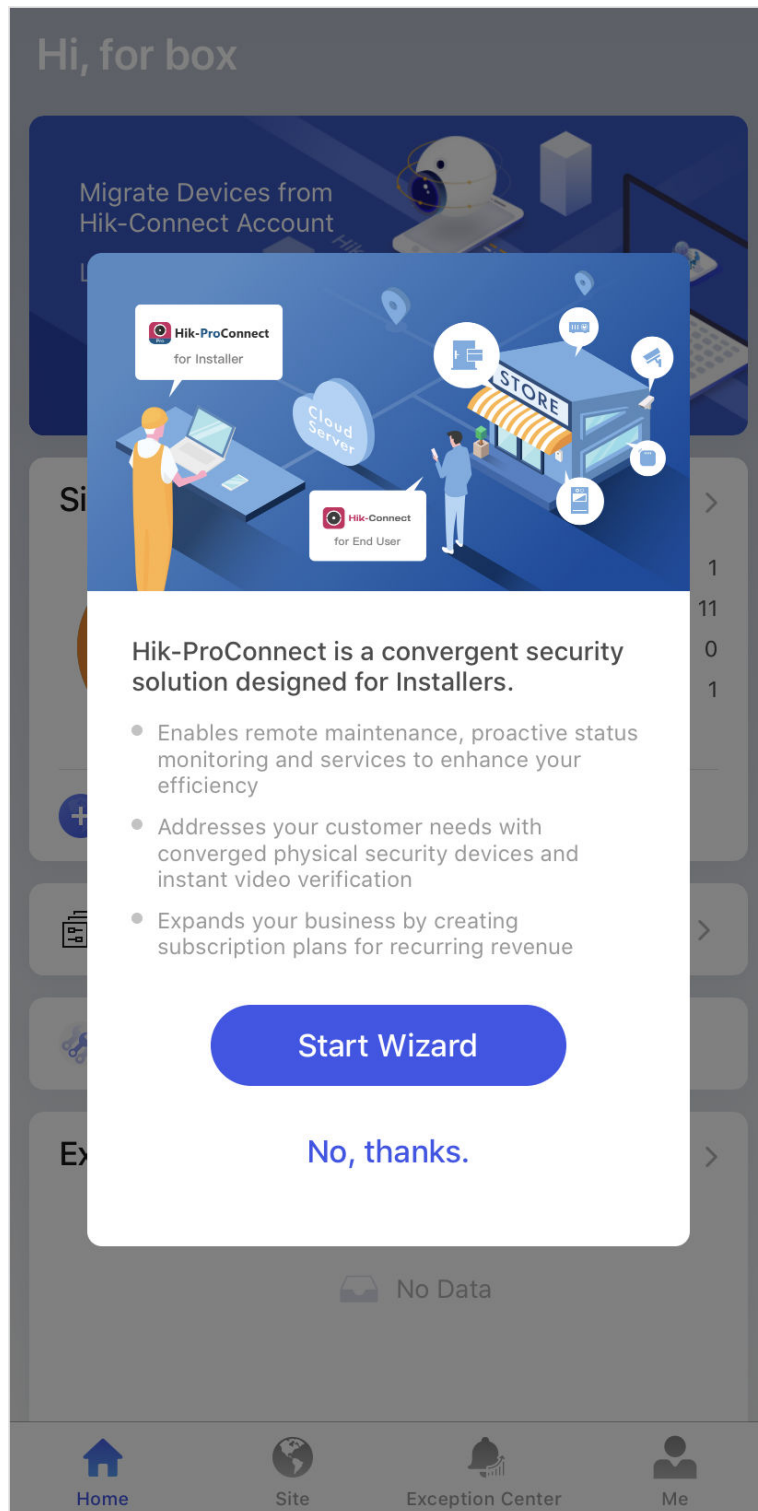 Hi, for box
Migrate Devices from
Hik-Connect Account
L
Hik-ProConnect
for Installer
Cloud
Server
STORE
Hik-Connect
for End User
Si
1
11
0
1
Hik-ProConnect is a convergent security
solution designed for Installers.
Enables remote maintenance, proactive status
monitoring and services to enhance your
efficiency
Addresses your customer needs with
converged physical security devices and
instant video verification
Expands your business by creating
subscription plans for recurring revenue
Start Wizard
No, thanks.
Ex
No Data
Home
Site
Exception Center
Me